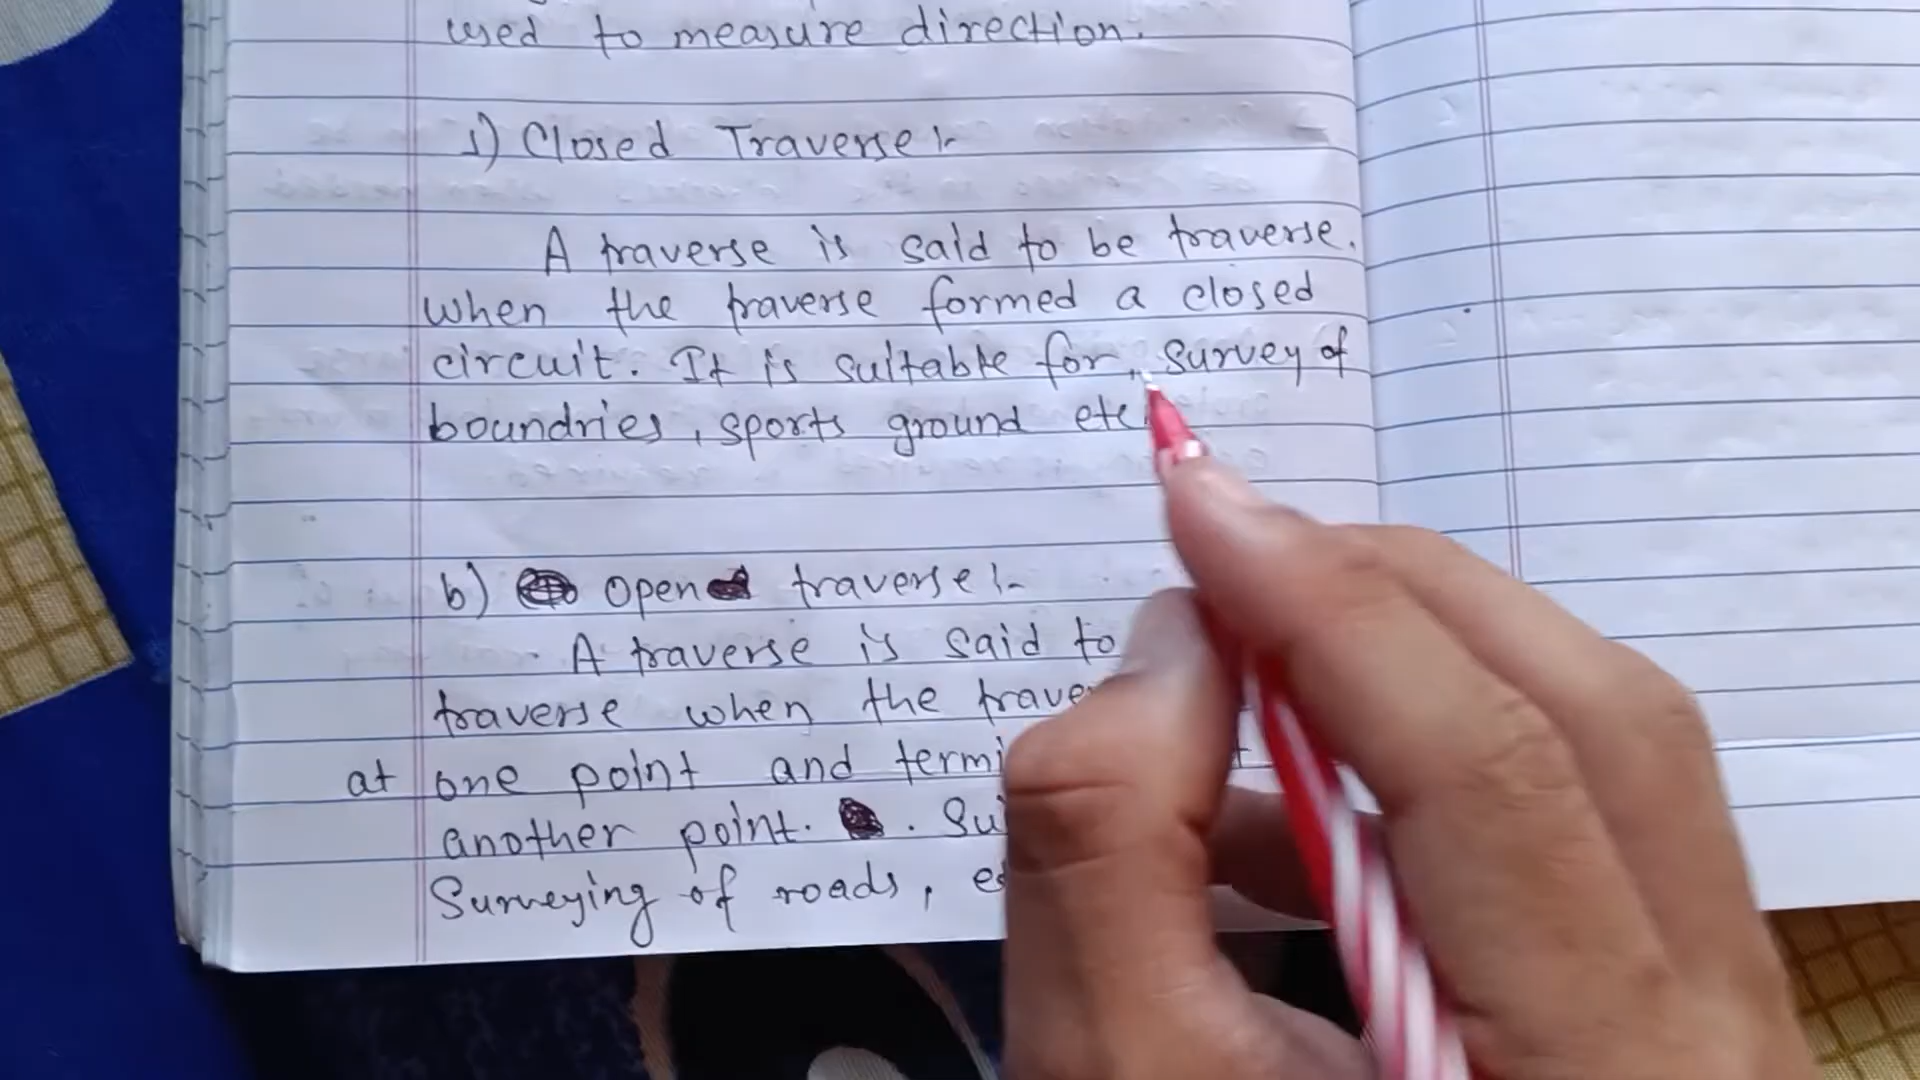 used to measure direction.
1) Closed Traverse:-
A traverse is said to be traverse.
when the traverse formed a closed
circuit. It is suitable for, survey of
boundries, sports ground etc
b) open traverse:-
A traverse is said to
traverse when the
at one point and
another point.
Surveying of roads,